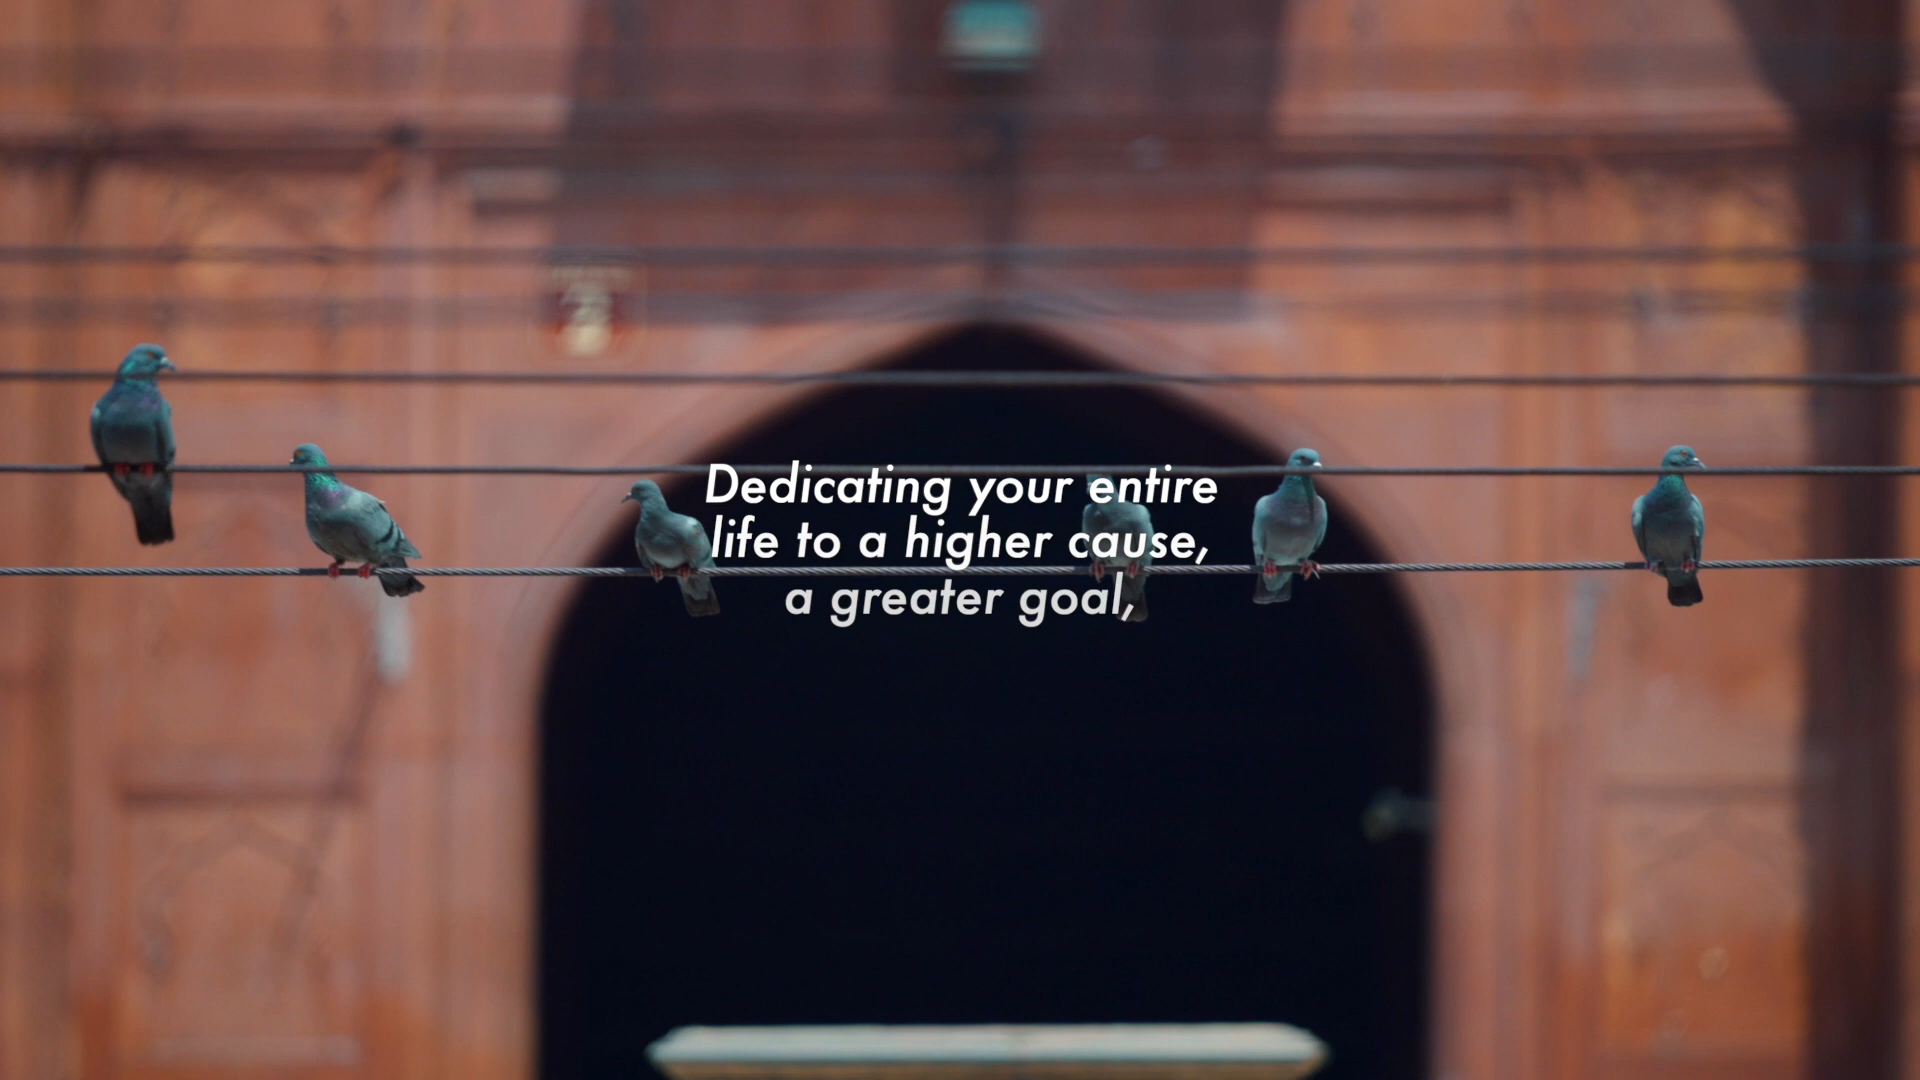 Dedicating your entire
life to a higher cause,
a greater goal,